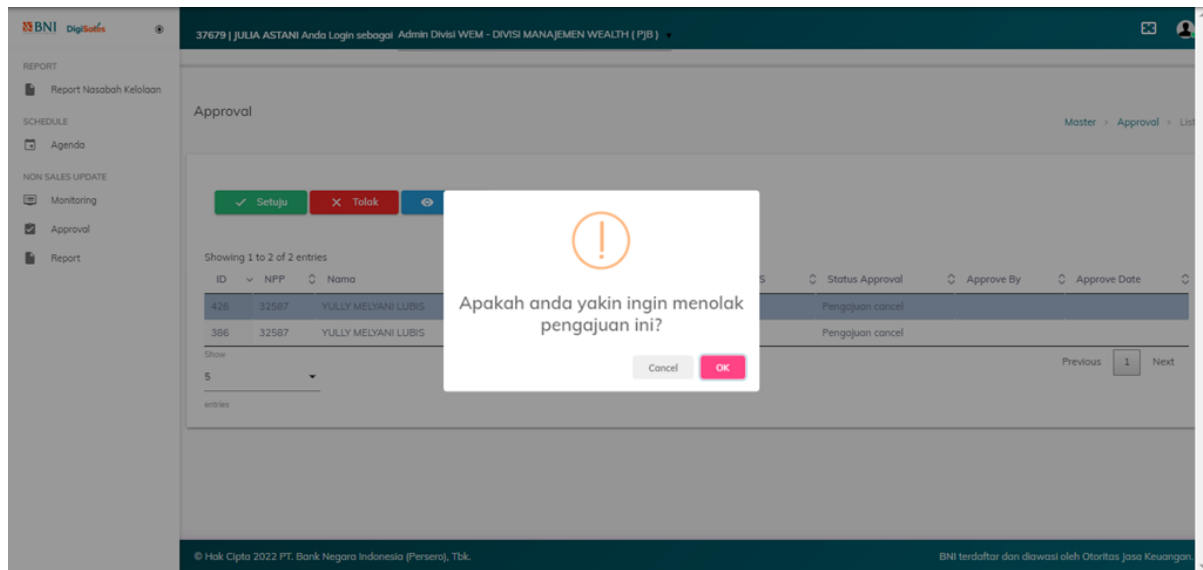 BNI DigiSales
37679 | JULIA ASTANI Anda Login sebagai Admin Divisi WEM - DIVISI MANAJEMEN WEALTH ( PJB )
REPORT
Report Nasabah Kelolaan
SCHEDULE
Agenda
NON SALES UPDATE
Monitoring
Approval
Report
Approval
Master > Approval > List
Setuju
Tolak
Showing 1 to 2 of 2 entries
ID NPP Nama S Status Approval Approve By Approve Date
426 32587 YULLY MELYANI LUBIS Pengajuan cancel
386 32587 YULLY MELYANI LUBIS Pengajuan cancel
Show
5
entries
Previous 1 Next
Apakah anda yakin ingin menolak
pengajuan ini?
Cancel OK
© Hak Cipta 2022 PT. Bank Negara Indonesia (Persero), Tbk.
BNI terdaftar dan diawasi oleh Otoritas Jasa Keuangan.